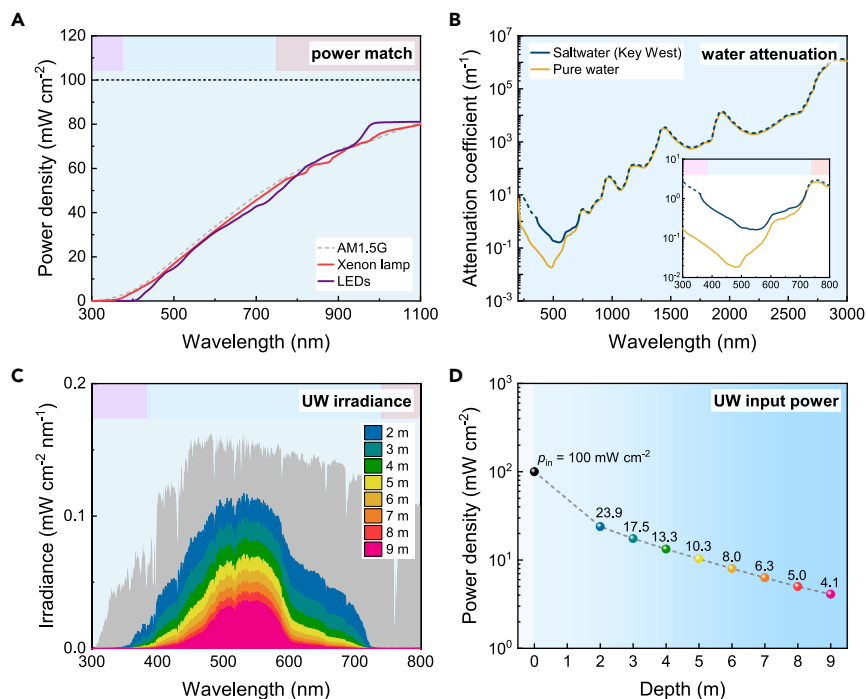 A
power match
Power density (mW cm⁻²)
120
100
80
60
40
20
0
AM1.5G
Xenon lamp
LEDs
300
500
700
900
1100
Wavelength (nm)
B
Saltwater (Key West)
Pure water
water attenuation
Attenuation coefficient (m⁻¹)
10⁷
10⁵
10³
10¹
10⁻¹
10⁻³
10¹
10⁰
10⁻¹
10⁻²
300 400 500 600 700 800
500 1000 1500 2000 2500 3000
Wavelength (nm)
C
UW irradiance
Irradiance (mW cm⁻² nm⁻¹)
0.2
0.1
0.0
2 m
3 m
4 m
5 m
6 m
7 m
8 m
9 m
300 400 500 600 700 800
Wavelength (nm)
D
UW input power
Power density (mW cm⁻²)
10³
10²
10¹
10⁰
pin = 100 mW cm⁻²
23.9
17.5
13.3
10.3
8.0
6.3
5.0
4.1
0 1 2 3 4 5 6 7 8 9
Depth (m)